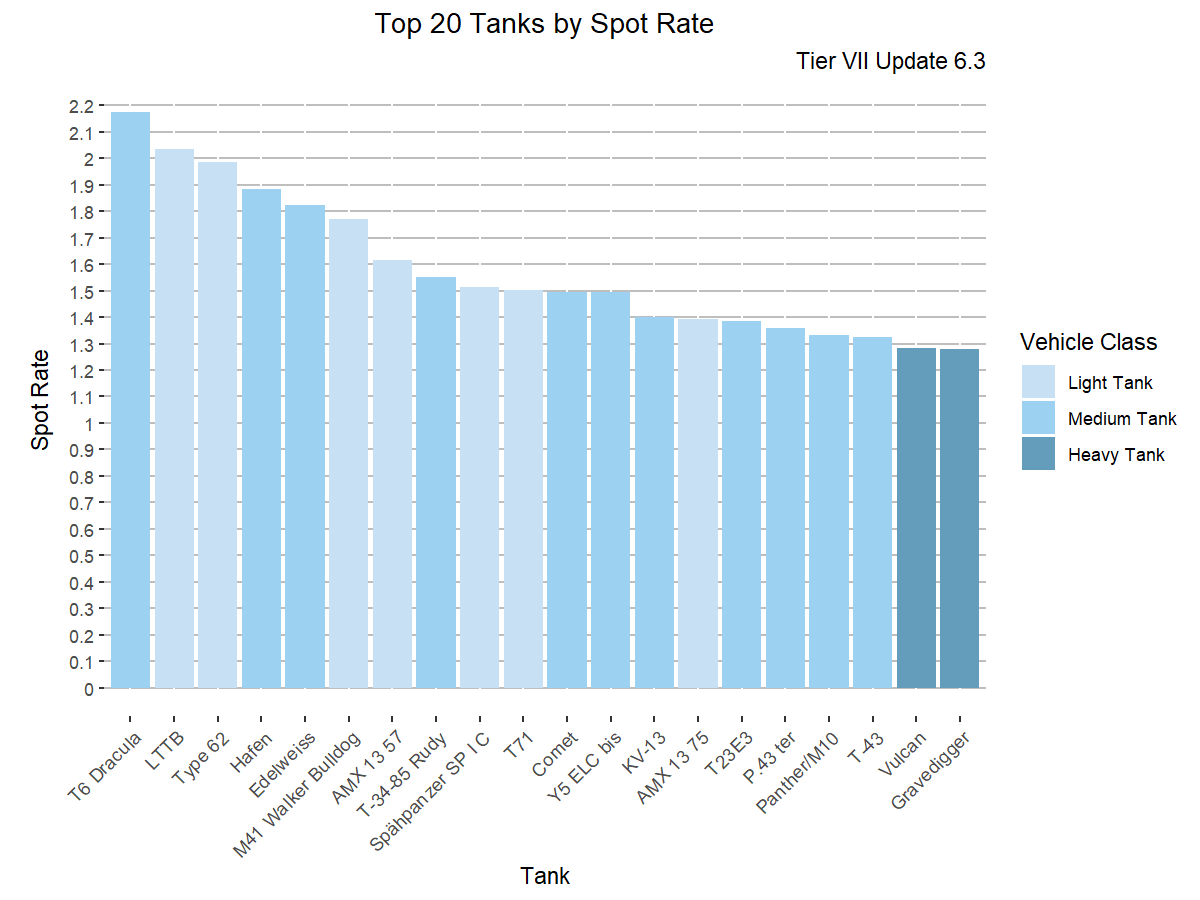 Top 20 Tanks by Spot Rate
Tier VII Update 6.3
2.2
2.1
2
1.9
1.8
1.7
1.6
1.5
1.4
1.3
1.2
1.1
1
0.9
0.8
0.7
0.6
0.5
0.4
0.3
0.2
0.1
0
Spot Rate
T6 Dracula
LTTB
Type 62
Hafen
Edelweiss
M41 Walker Bulldog
AMX 13 57
T-34-85 Rudy
Spähpanzer SP I C
T71
Comet
Y5 ELC bis
KV-13
AMX 13 75
T23E3
P.43 ter
Panther/M10
T-43
Vulcan
Gravedigger
Tank
Vehicle Class
Light Tank
Medium Tank
Heavy Tank